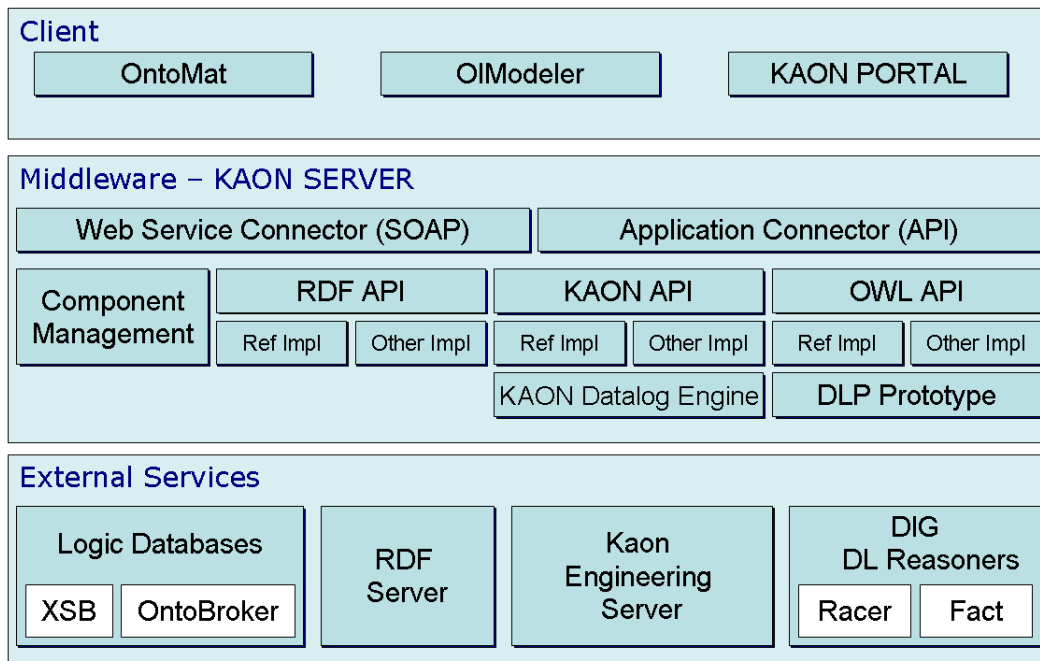 Client
OntoMat
OIModeler
KAON PORTAL
Middleware – KAON SERVER
Web Service Connector (SOAP)
Application Connector (API)
Component
Management
RDF API
KAON API
OWL API
Ref Impl
Other Impl
Ref Impl
Other Impl
Ref Impl
Other Impl
KAON Datalog Engine
DLP Prototype
External Services
Logic Databases
XSB
OntoBroker
RDF
Server
Kaon
Engineering
Server
DIG
DL Reasoners
Racer
Fact